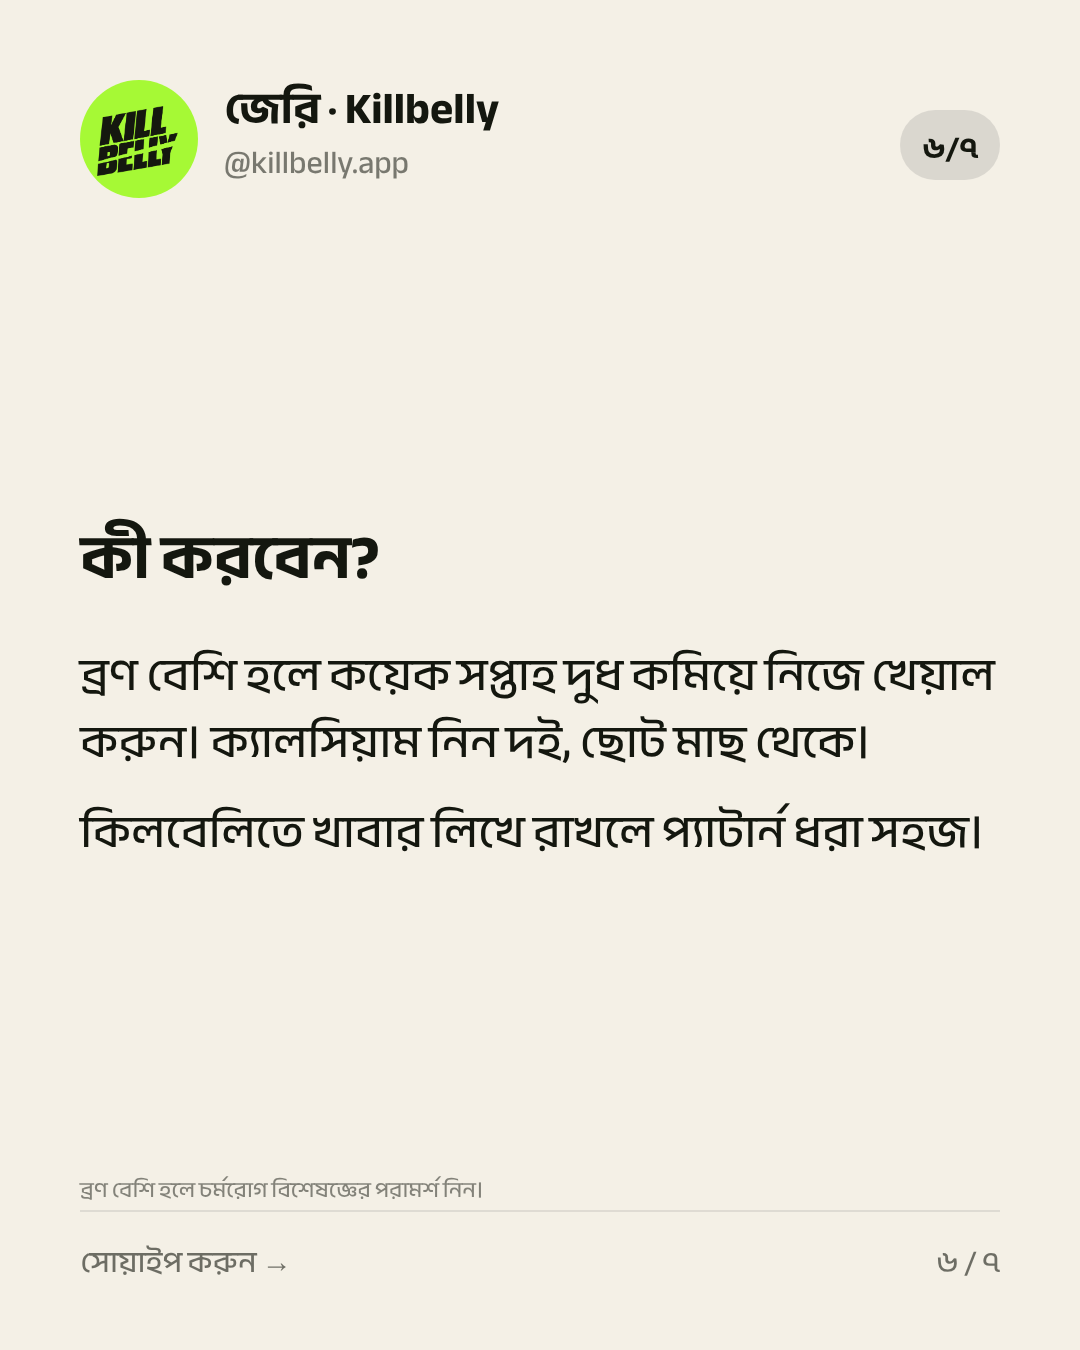 KILL
BELLY
জেরি · Killbelly
@killbelly.app
৬/৭
কী করবেন?
ব্রণ বেশি হলে কয়েক সপ্তাহ দুধ কমিয়ে নিজে খেয়াল
করুন। ক্যালসিয়াম নিন দই, ছোট মাছ থেকে।
কিলবেলিতে খাবার লিখে রাখলে প্যাটার্ন ধরা সহজ।
ব্রণ বেশি হলে চর্মরোগ বিশেষজ্ঞের পরামর্শ নিন।
সোয়াইপ করুন →
৬ / ৭